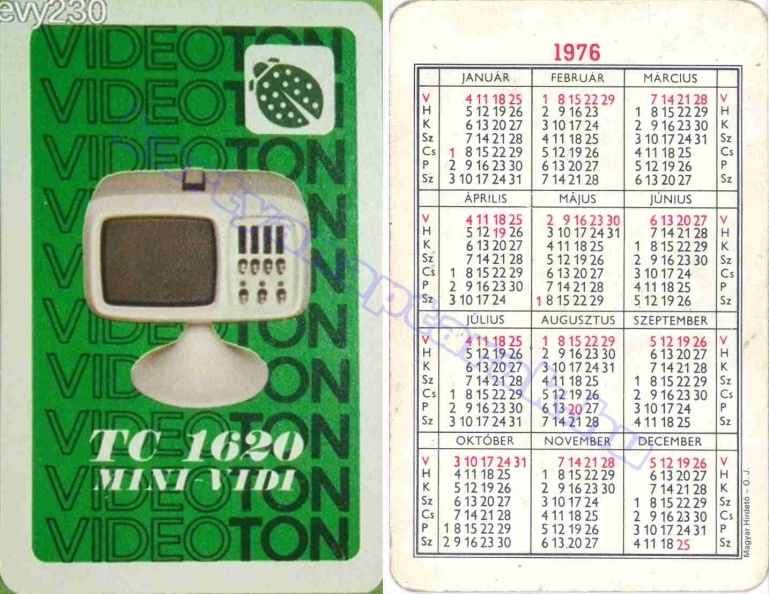 evy230
VIDEOTON
VIDEOTON
VIDEOTON
VIDEOTON
VIDEOTON
VIDEOTON
VIDEOTON
VIDEOTON
VIDEOTON
VIDEOTON
TC 1620
MINI-VIDI
1976
JANUÁR FEBRUÁR MÁRCIUS
V 4 11 18 25 1 8 15 22 29 7 14 21 28 V
H 5 12 19 26 2 9 16 23 1 8 15 22 29 H
K 6 13 20 27 3 10 17 24 2 9 16 23 30 K
Sz 7 14 21 28 4 11 18 25 3 10 17 24 31 Sz
Cs 1 8 15 22 29 5 12 19 26 4 11 18 25 Cs
P 2 9 16 23 30 6 13 20 27 5 12 19 26 P
Sz 3 10 17 24 31 7 14 21 28 6 13 20 27 Sz
ÁPRILIS MÁJUS JÚNIUS
V 4 11 18 25 2 9 16 23 30 6 13 20 27 V
H 5 12 19 26 3 10 17 24 31 7 14 21 28 H
K 6 13 20 27 4 11 18 25 1 8 15 22 29 K
Sz 7 14 21 28 5 12 19 26 2 9 16 23 30 Sz
Cs 1 8 15 22 29 6 13 20 27 3 10 17 24 Cs
P 2 9 16 23 30 7 14 21 28 4 11 18 25 P
Sz 3 10 17 24 1 8 15 22 29 5 12 19 26 Sz
JÚLIUS AUGUSZTUS SZEPTEMBER
V 4 11 18 25 1 8 15 22 29 5 12 19 26 V
H 5 12 19 26 2 9 16 23 30 6 13 20 27 H
K 6 13 20 27 3 10 17 24 31 7 14 21 28 K
Sz 7 14 21 28 4 11 18 25 1 8 15 22 29 Sz
Cs 1 8 15 22 29 5 12 19 26 2 9 16 23 30 Cs
P 2 9 16 23 30 6 13 20 27 3 10 17 24 P
Sz 3 10 17 24 31 7 14 21 28 4 11 18 25 Sz
OKTÓBER NOVEMBER DECEMBER
V 3 10 17 24 31 7 14 21 28 5 12 19 26 V
H 4 11 18 25 1 8 15 22 29 6 13 20 27 H
K 5 12 19 26 2 9 16 23 30 7 14 21 28 K
Sz 6 13 20 27 3 10 17 24 1 8 15 22 29 Sz
Cs 7 14 21 28 4 11 18 25 2 9 16 23 30 Cs
P 1 8 15 22 29 5 12 19 26 3 10 17 24 31 P
Sz 2 9 16 23 30 6 13 20 27 4 11 18 25 Sz
Magyar Hirdető – O. J.